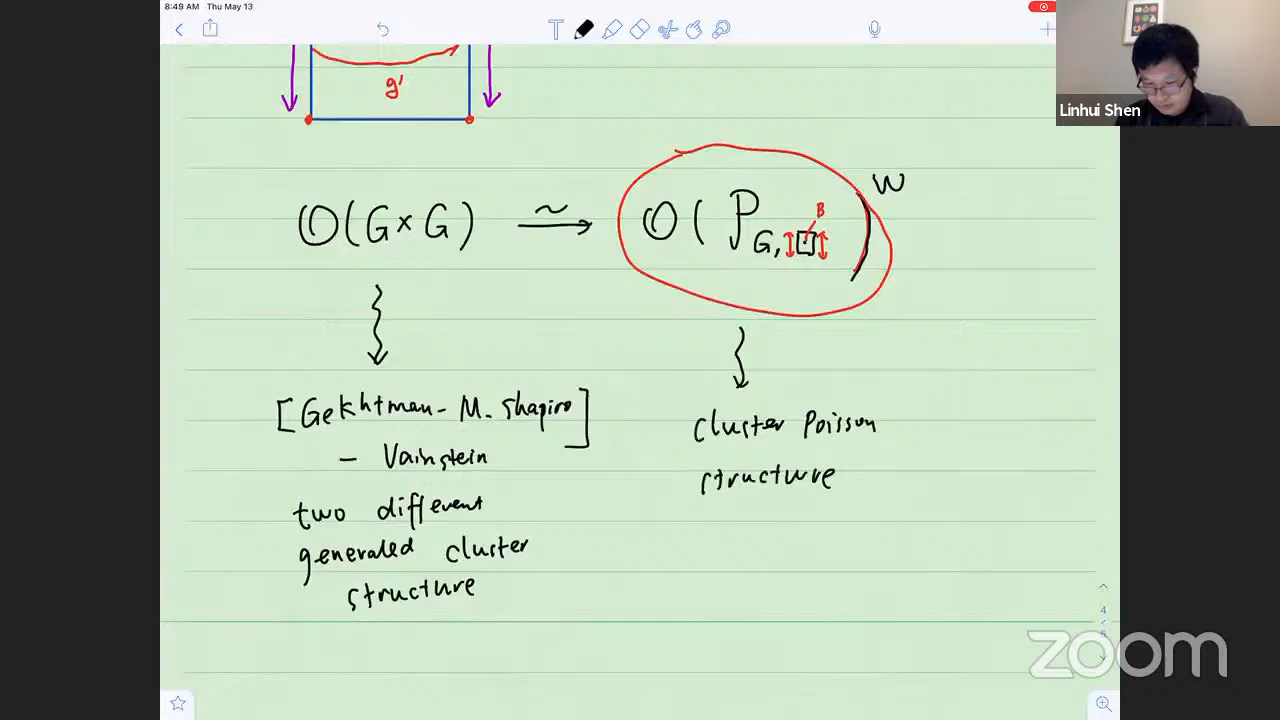 8:49 AM Thu May 13
Linhui Shen
g'
O(G×G) ~→ O(P_{G,□})^W
B
[Gekhtman - M. Shapiro
- Vainstein]
two different
generaled cluster
structure
cluster Poisson
structure
4
zoom